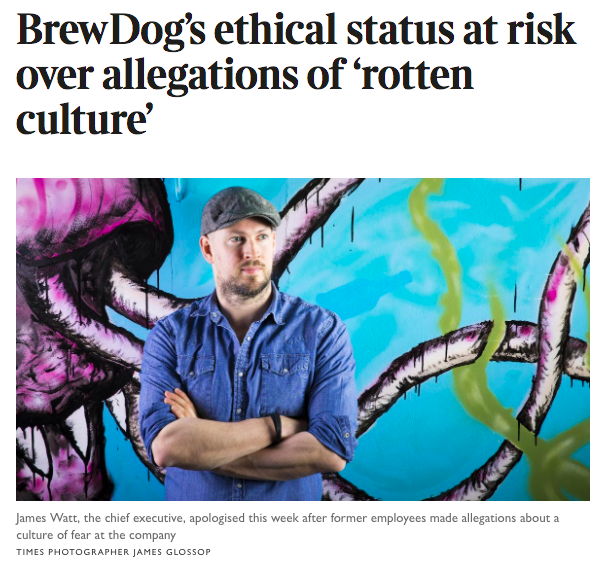 BrewDog's ethical status at risk
over allegations of ‘rotten
culture’
James Watt, the chief executive, apologised this week after former employees made allegations about a
culture of fear at the company
TIMES PHOTOGRAPHER JAMES GLOSSOP